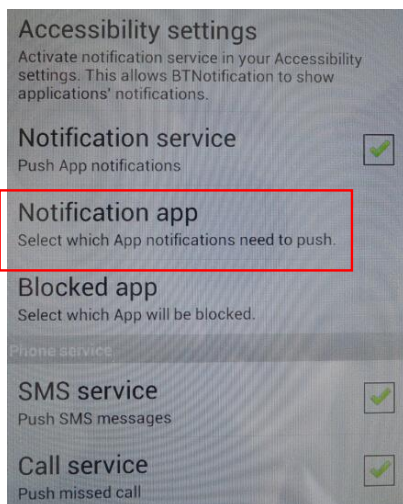 Accessibility settings
Activate notification service in your Accessibility
settings. This allows BTNotification to show
applications' notifications.
Notification service
Push App notifications
Notification app
Select which App notifications need to push.
Blocked app
Select which App will be blocked.
Phone service
SMS service
Push SMS messages
Call service
Push missed call